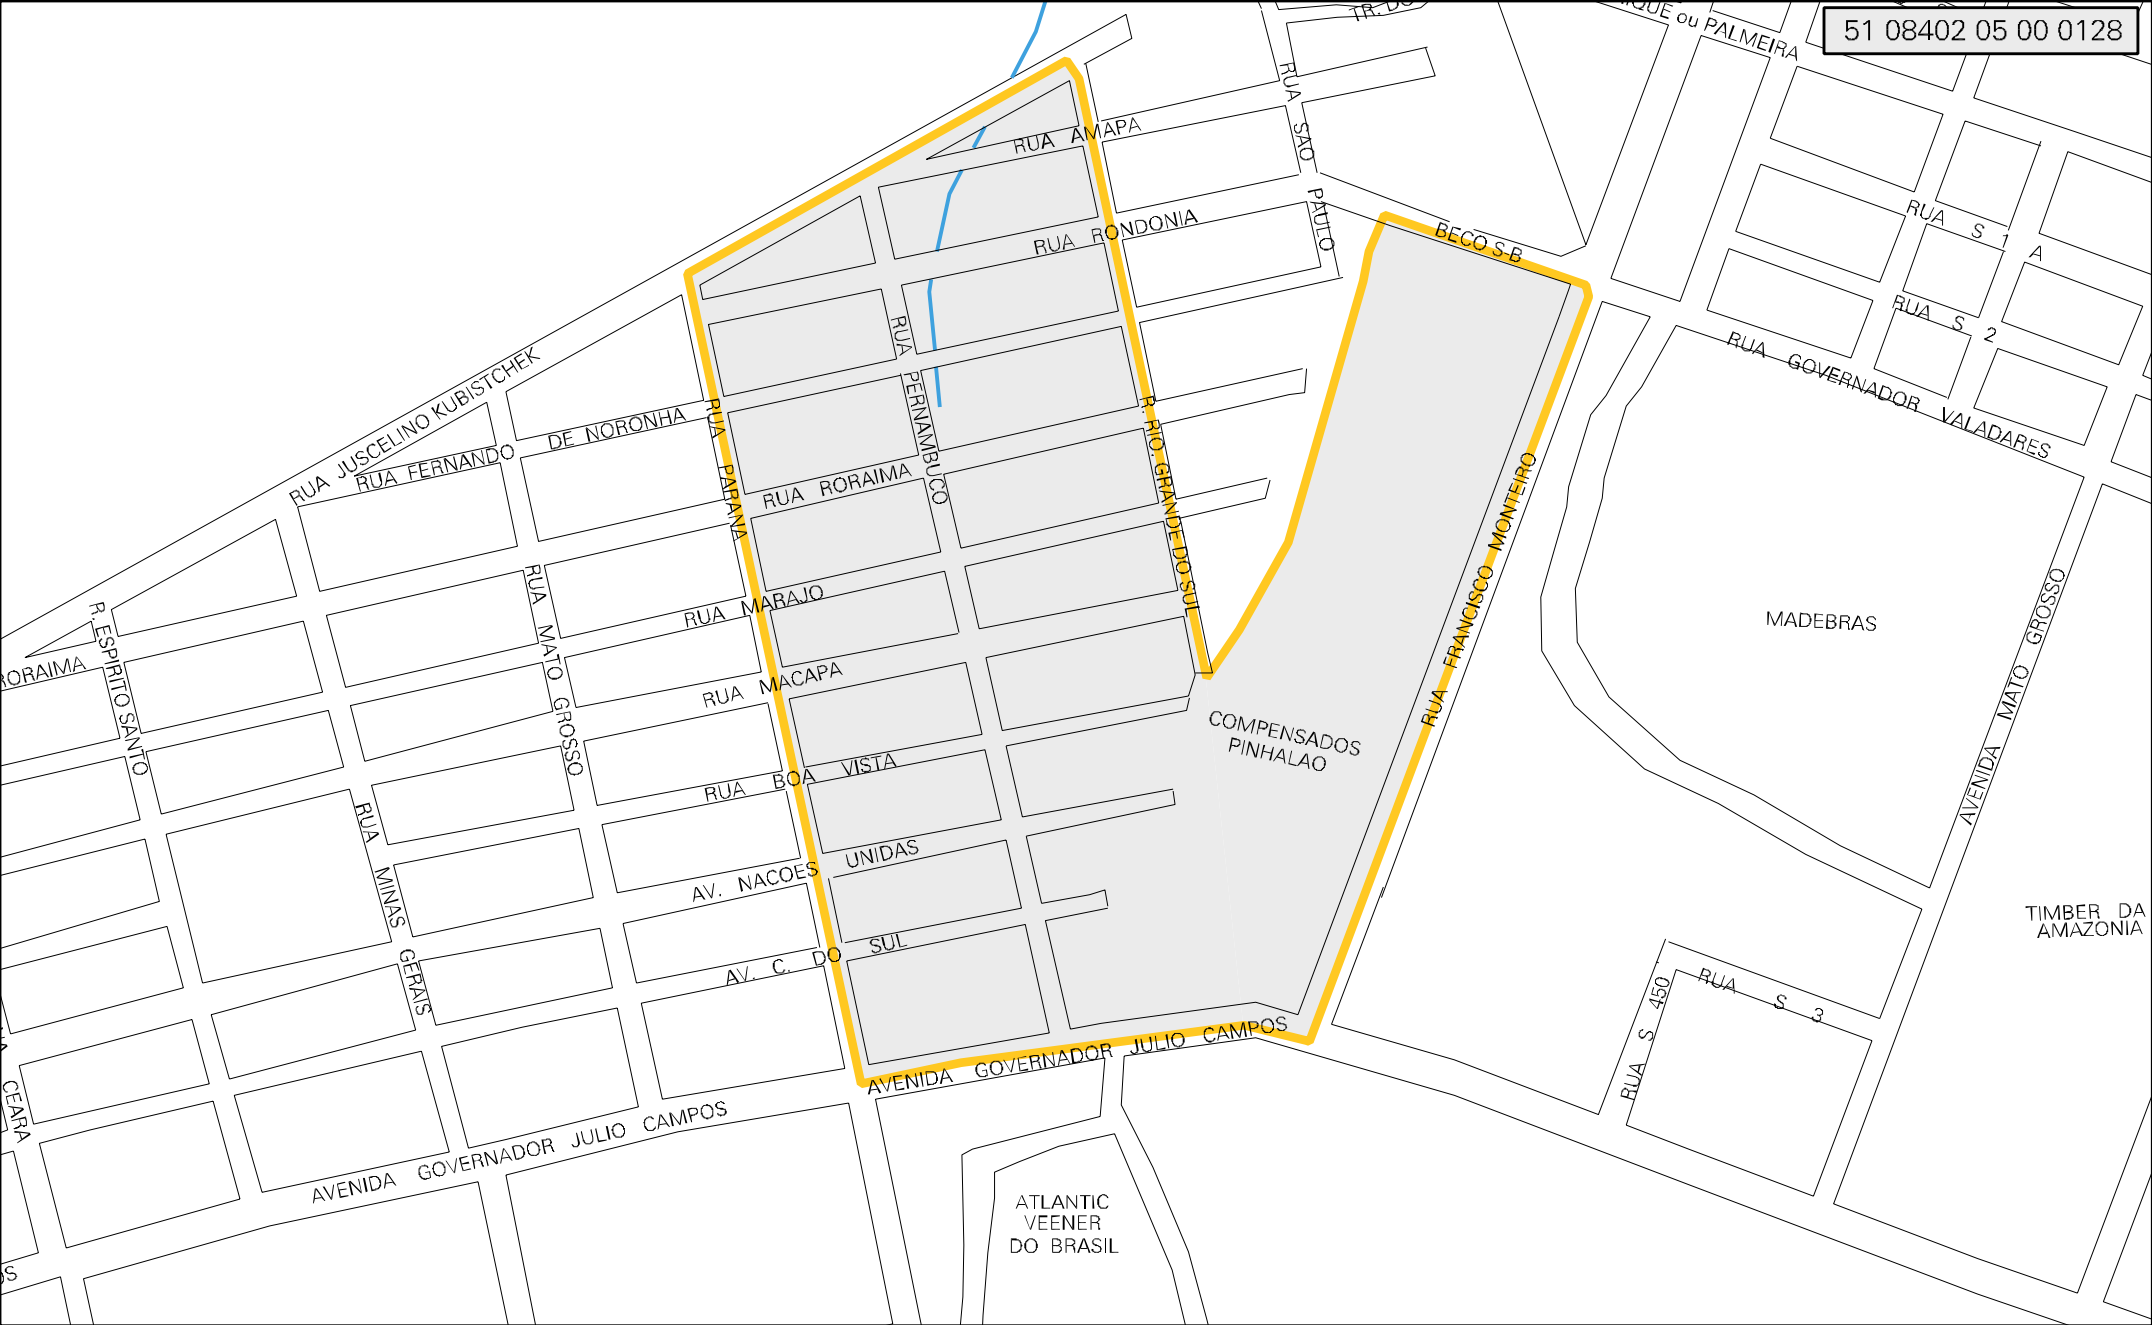 51 08402 05 00 0128
TR. DO
ou PALMEIRA
RUA AMAPA
RUA SAO PAULO
RUA RONDONIA
BECO S-B
RUA S 1 A
RUA S 2
RUA GOVERNADOR VALADARES
RUA JUSCELINO KUBISTCHEK
RUA FERNANDO DE NORONHA
RUA PERNAMBUCO
RUA PARANA
R. RIO. GRANDE DO SUL
RUA RORAIMA
RUA FRANCISCO MONTEIRO
RUA MARAJO
R. ESPIRITO SANTO
RORAIMA
RUA MATO GROSSO
RUA MACAPA
MADEBRAS
AVENIDA MATO GROSSO
COMPENSADOS
PINHALAO
RUA BOA VISTA
RUA MINAS GERAIS
AV. NACOES UNIDAS
AV. C. DO SUL
TIMBER DA
AMAZONIA
RUA S 3
RUA S 450
CEARA
AVENIDA GOVERNADOR JULIO CAMPOS
AVENIDA GOVERNADOR JULIO CAMPOS
ATLANTIC
VEENER
DO BRASIL